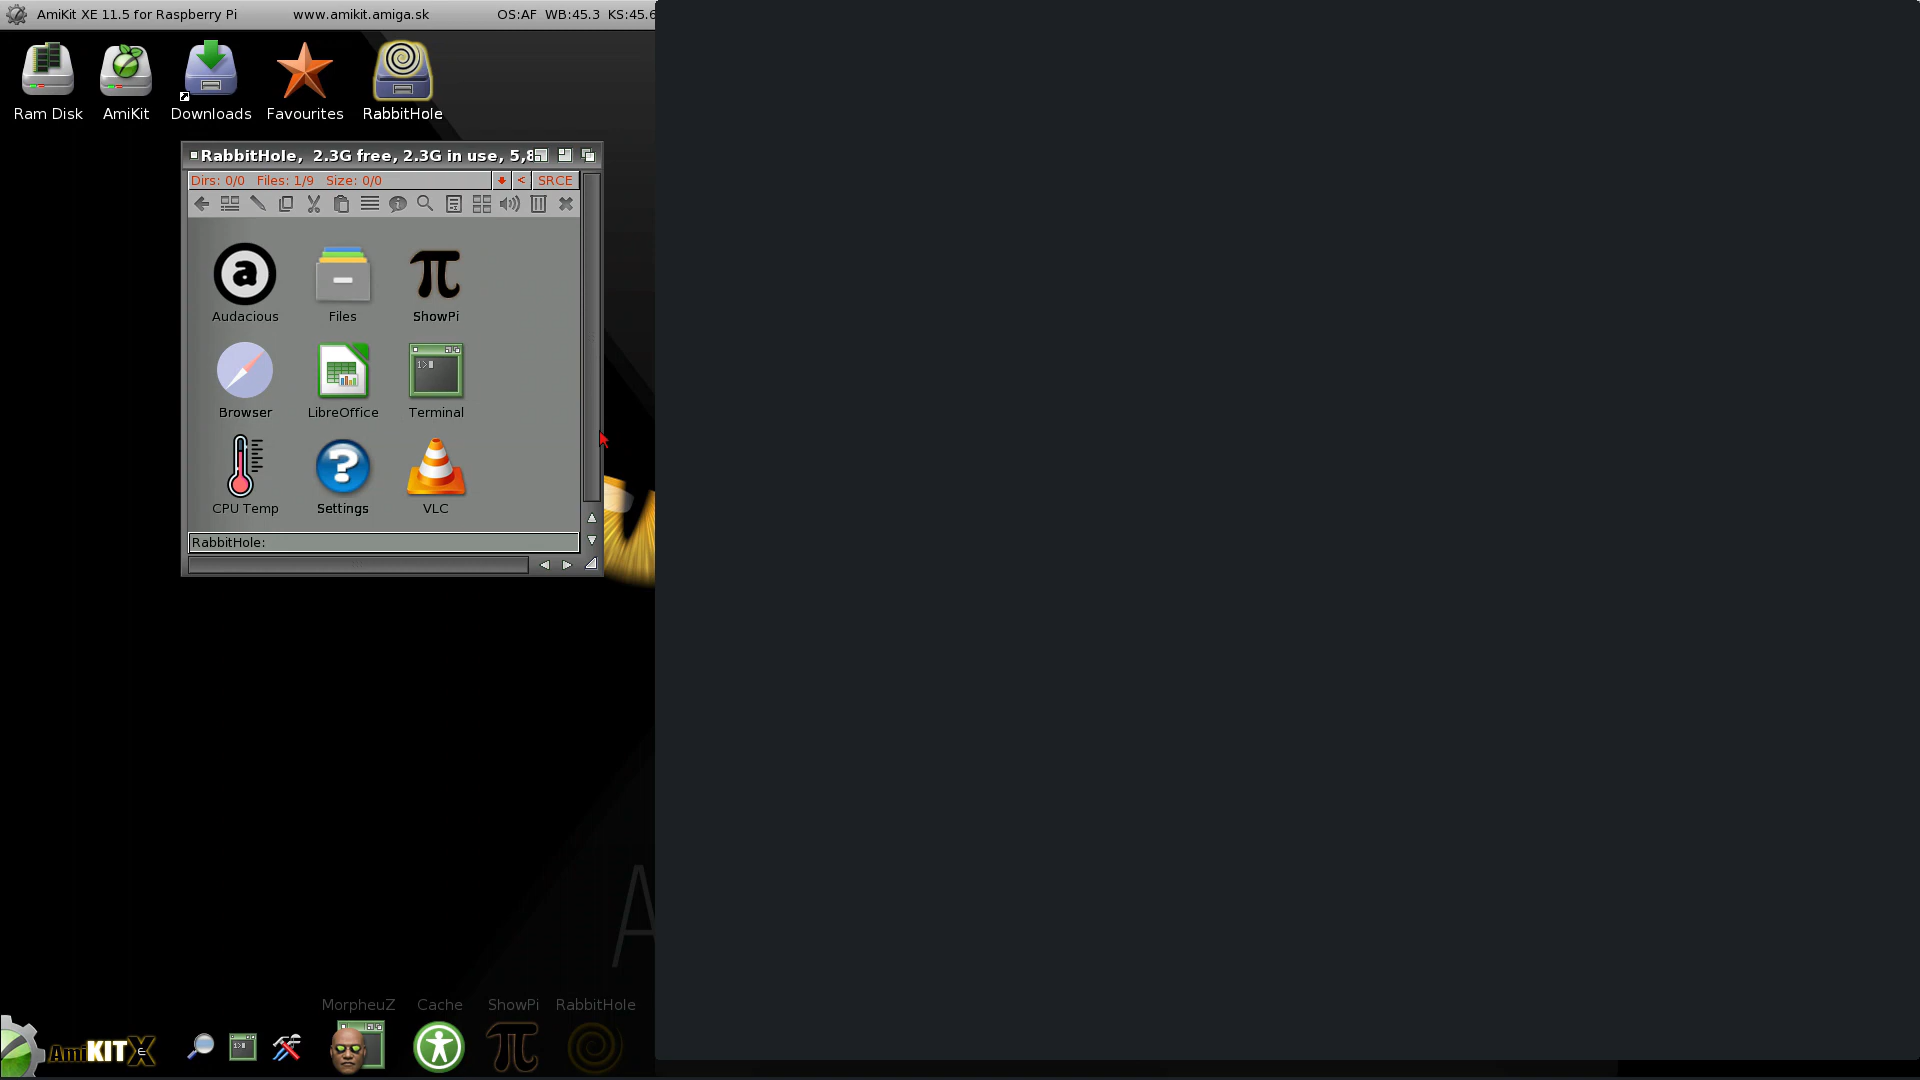 AmiKit XE 11.5 for Raspberry Pi www.amikit.amiga.sk OS:AF WB:45.3 KS:45.6
Ram Disk AmiKit Downloads Favourites RabbitHole
RabbitHole, 2.3G free, 2.3G in use, 5,8
Dirs: 0/0 Files: 1/9 Size: 0/0 < SRCE
a
Audacious Files ShowPi
1>
Browser LibreOffice Terminal
CPU Temp Settings VLC
RabbitHole:
A
MorpheuZ Cache ShowPi RabbitHole
AmiKIT X E
1>